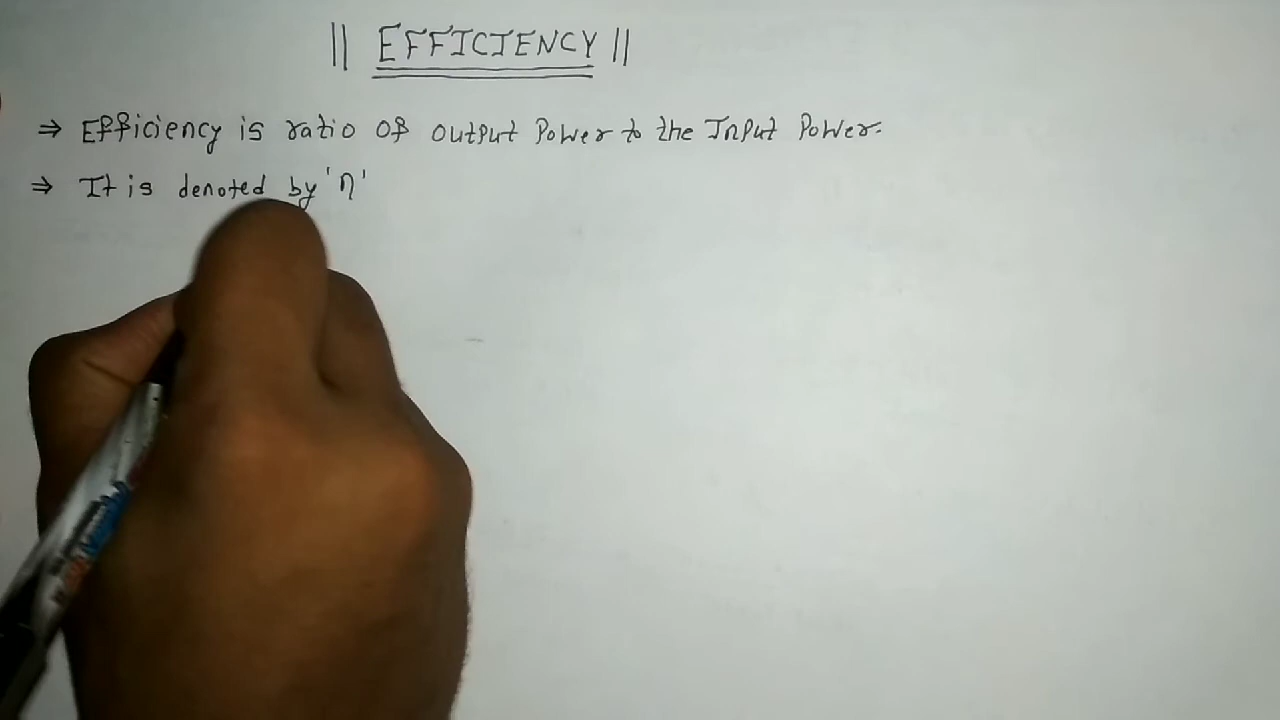 || EFFICIENCY ||
⇒ Efficiency is ratio of output Power to the Input Power.
⇒ It is denoted by 'η'